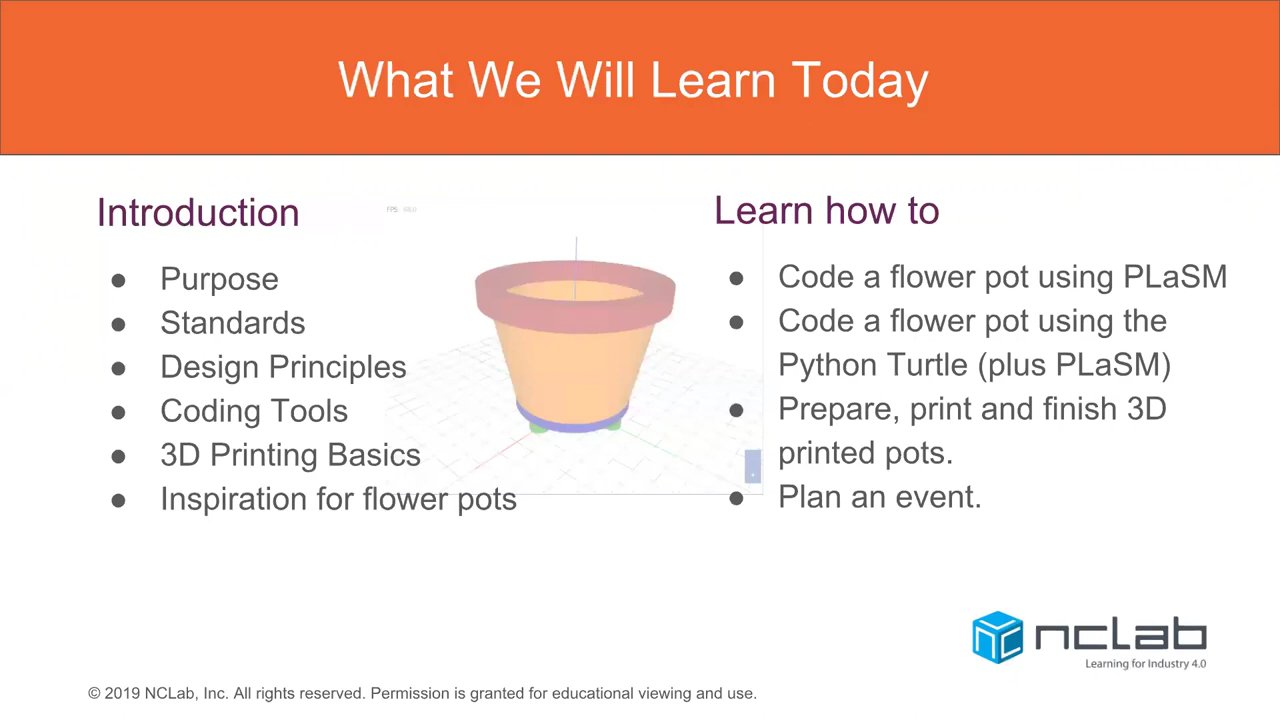 What We Will Learn Today
Introduction
● Purpose
● Standards
● Design Principles
● Coding Tools
● 3D Printing Basics
● Inspiration for flower pots
FPS:
Learn how to
● Code a flower pot using PLaSM
● Code a flower pot using the
Python Turtle (plus PLaSM)
● Prepare, print and finish 3D
printed pots.
● Plan an event.
nclab
Learning for Industry 4.0
© 2019 NCLab, Inc. All rights reserved. Permission is granted for educational viewing and use.